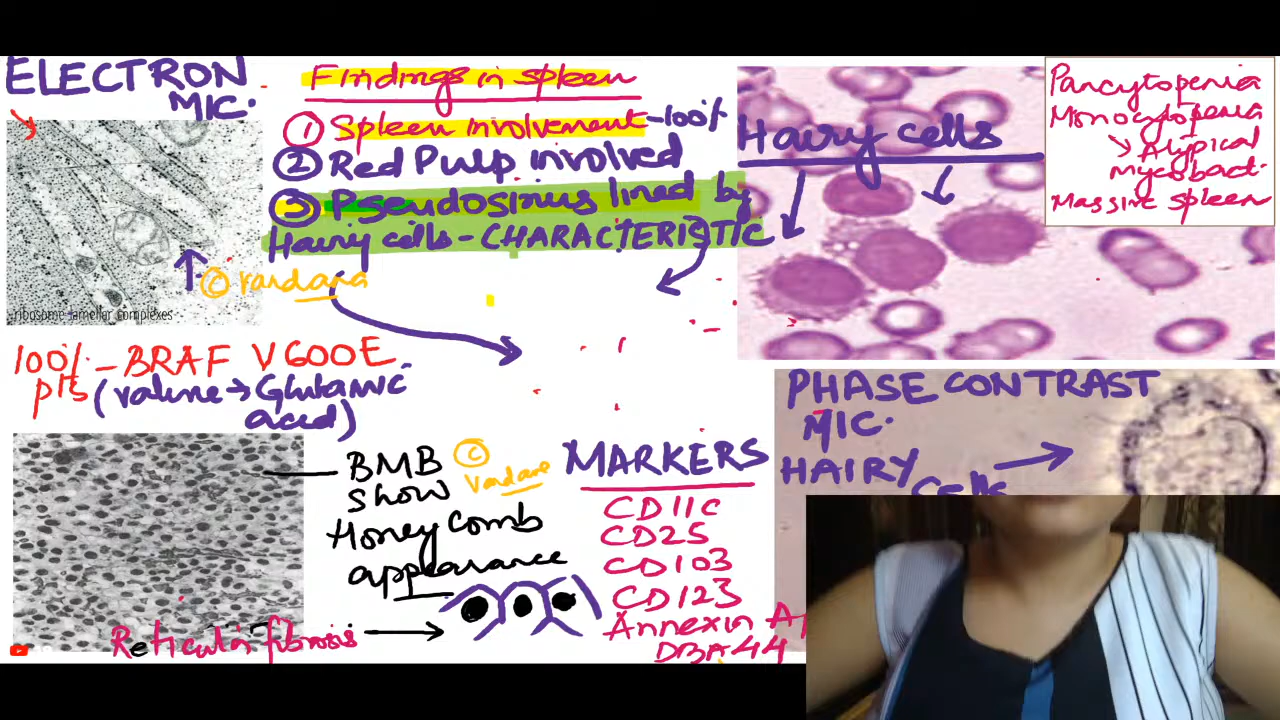 ELECTRON
MIC.
ribosome lamellar complexes
Findings in spleen
① Spleen involvement-100%
② Red Pulp involved
③ Pseudosinus lined by
Hairy cells-CHARACTERISTIC
© vandana
Hairy cells
Pancytopenia
Monocytopenia
↘ Atypical
mycobact.
Massive spleen
100% - BRAF V600E
pts (valine → Glutamic
acid)
BMB
show
Honey comb
appearance
© vandana
Reticulin fibrosis
MARKERS
CD11c
CD25
CD103
CD123
Annexin A
DBA44
PHASE CONTRAST
MIC.
HAIRY
cells